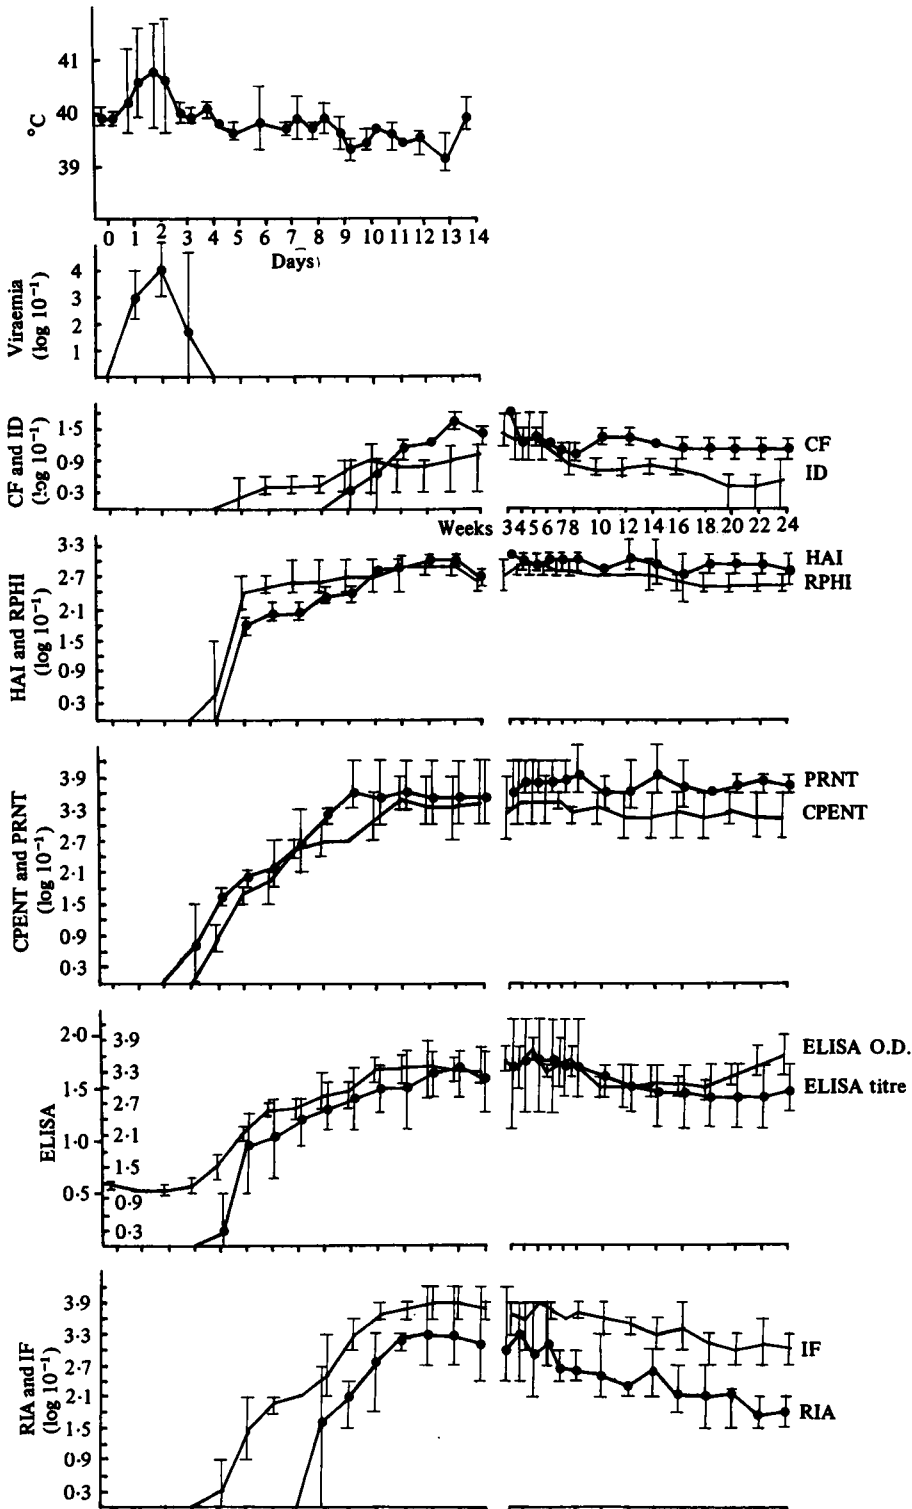 °C
41
40
39
0 1 2 3 4 5 6 7 8 9 10 11 12 13 14
Days
Viraemia
(log 10⁻¹)
4
3
2
1
CF and ID
(log 10⁻¹)
1·5
0·9
0·3
CF
ID
Weeks 3 4 5 6 7 8 10 12 14 16 18 20 22 24
HAI and RPHI
(log 10⁻¹)
3·3
2·7
2·1
1·5
0·9
0·3
HAI
RPHI
CPENT and PRNT
(log 10⁻¹)
3·9
3·3
2·7
2·1
1·5
0·9
0·3
PRNT
CPENT
ELISA
2·0
1·5
1·0
0·5
3·9
3·3
2·7
2·1
1·5
0·9
0·3
ELISA O.D.
ELISA titre
RIA and IF
(log 10⁻¹)
3·9
3·3
2·7
2·1
1·5
0·9
0·3
IF
RIA